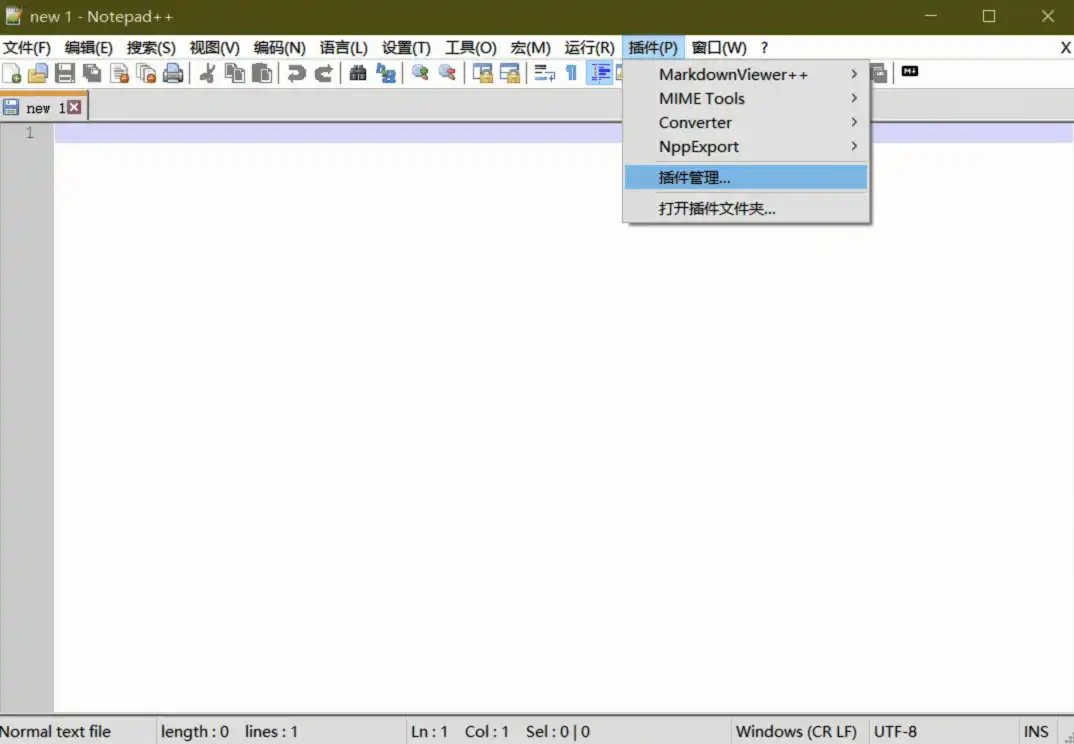 new 1 - Notepad++
文件(F) 编辑(E) 搜索(S) 视图(V) 编码(N) 语言(L) 设置(T) 工具(O) 宏(M) 运行(R) 插件(P) 窗口(W) ? X
new 1
1
MarkdownViewer++
MIME Tools
Converter
NppExport
插件管理...
打开插件文件夹...
Normal text file length : 0 lines : 1 Ln : 1 Col : 1 Sel : 0 | 0 Windows (CR LF) UTF-8 INS